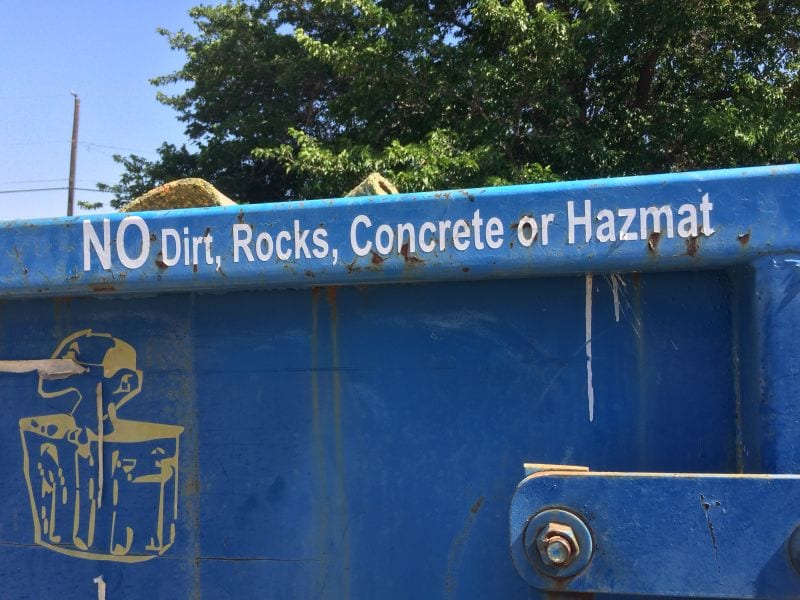 NO Dirt, Rocks, Concrete or Hazmat